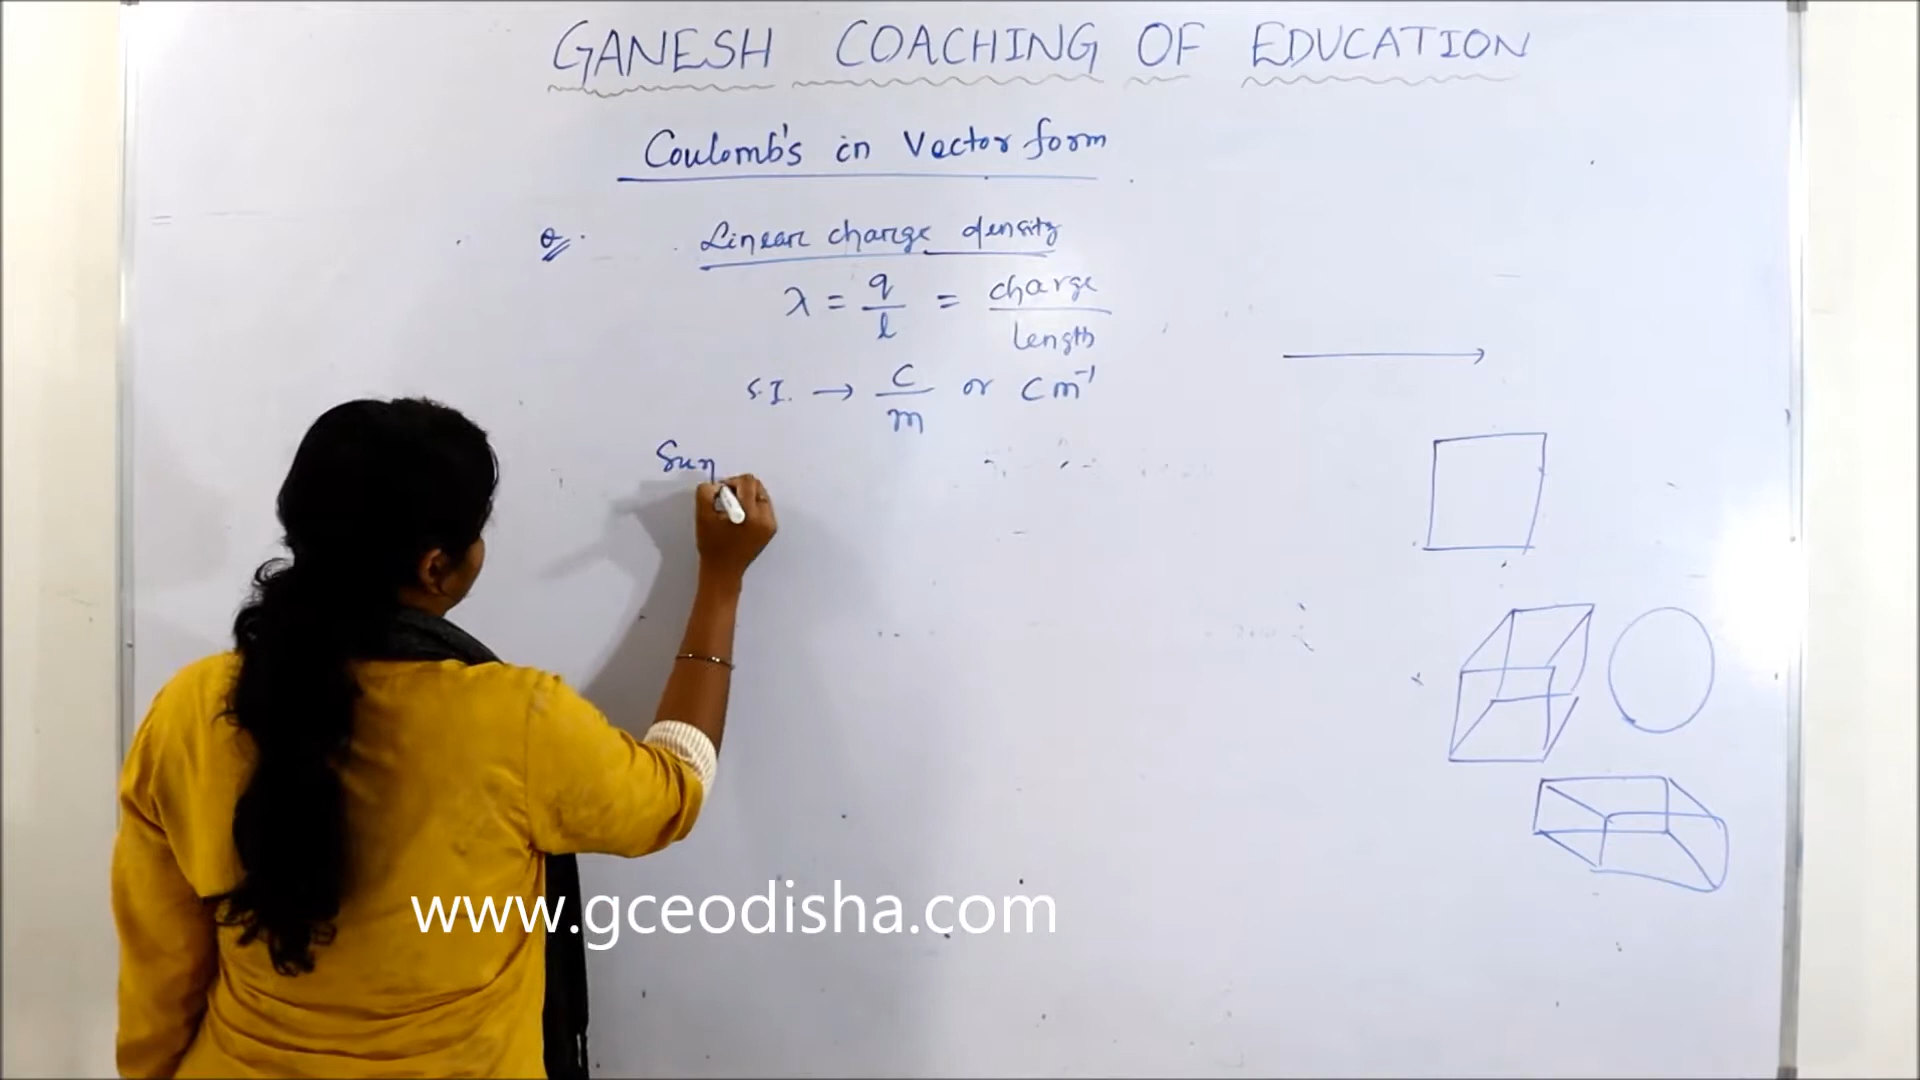 GANESH COACHING OF EDUCATION
Coulomb's in Vector form
Q.
Linear charge density
λ = q/l = charge/length
S.I. → C/m or C m⁻¹
Sur
www.gceodisha.com